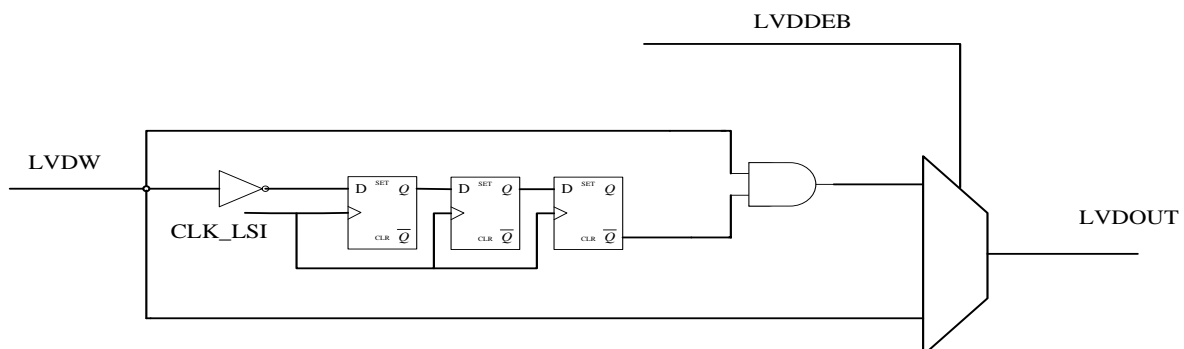 LVDDEB
LVDW
D SET Q
CLR Q̅
D SET Q
CLR Q̅
D SET Q
CLR Q̅
CLK_LSI
LVDOUT